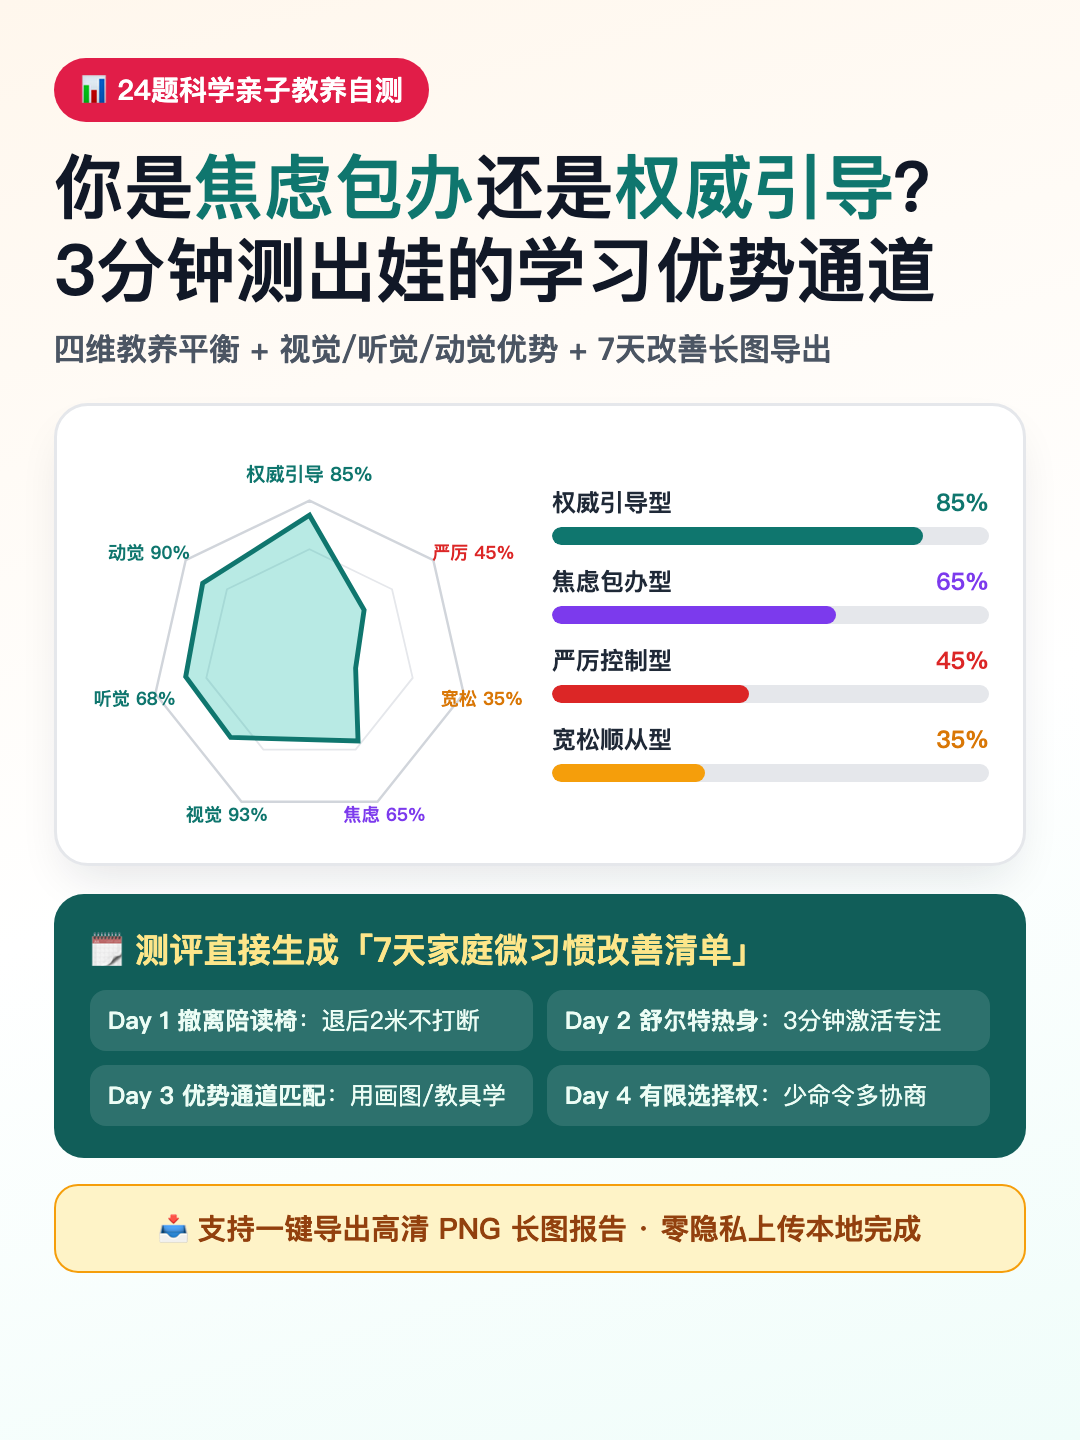 📊 24题科学亲子教养自测
你是焦虑包办还是权威引导?
3分钟测出娃的学习优势通道
四维教养平衡 + 视觉/听觉/动觉优势 + 7天改善长图导出
权威引导 85%
动觉 90%
严厉 45%
听觉 68%
宽松 35%
视觉 93%
焦虑 65%
权威引导型 85%
焦虑包办型 65%
严厉控制型 45%
宽松顺从型 35%
🗓️ 测评直接生成「7天家庭微习惯改善清单」
Day 1 撤离陪读椅：退后2米不打断
Day 2 舒尔特热身：3分钟激活专注
Day 3 优势通道匹配：用画图/教具学
Day 4 有限选择权：少命令多协商
📥 支持一键导出高清 PNG 长图报告 · 零隐私上传本地完成